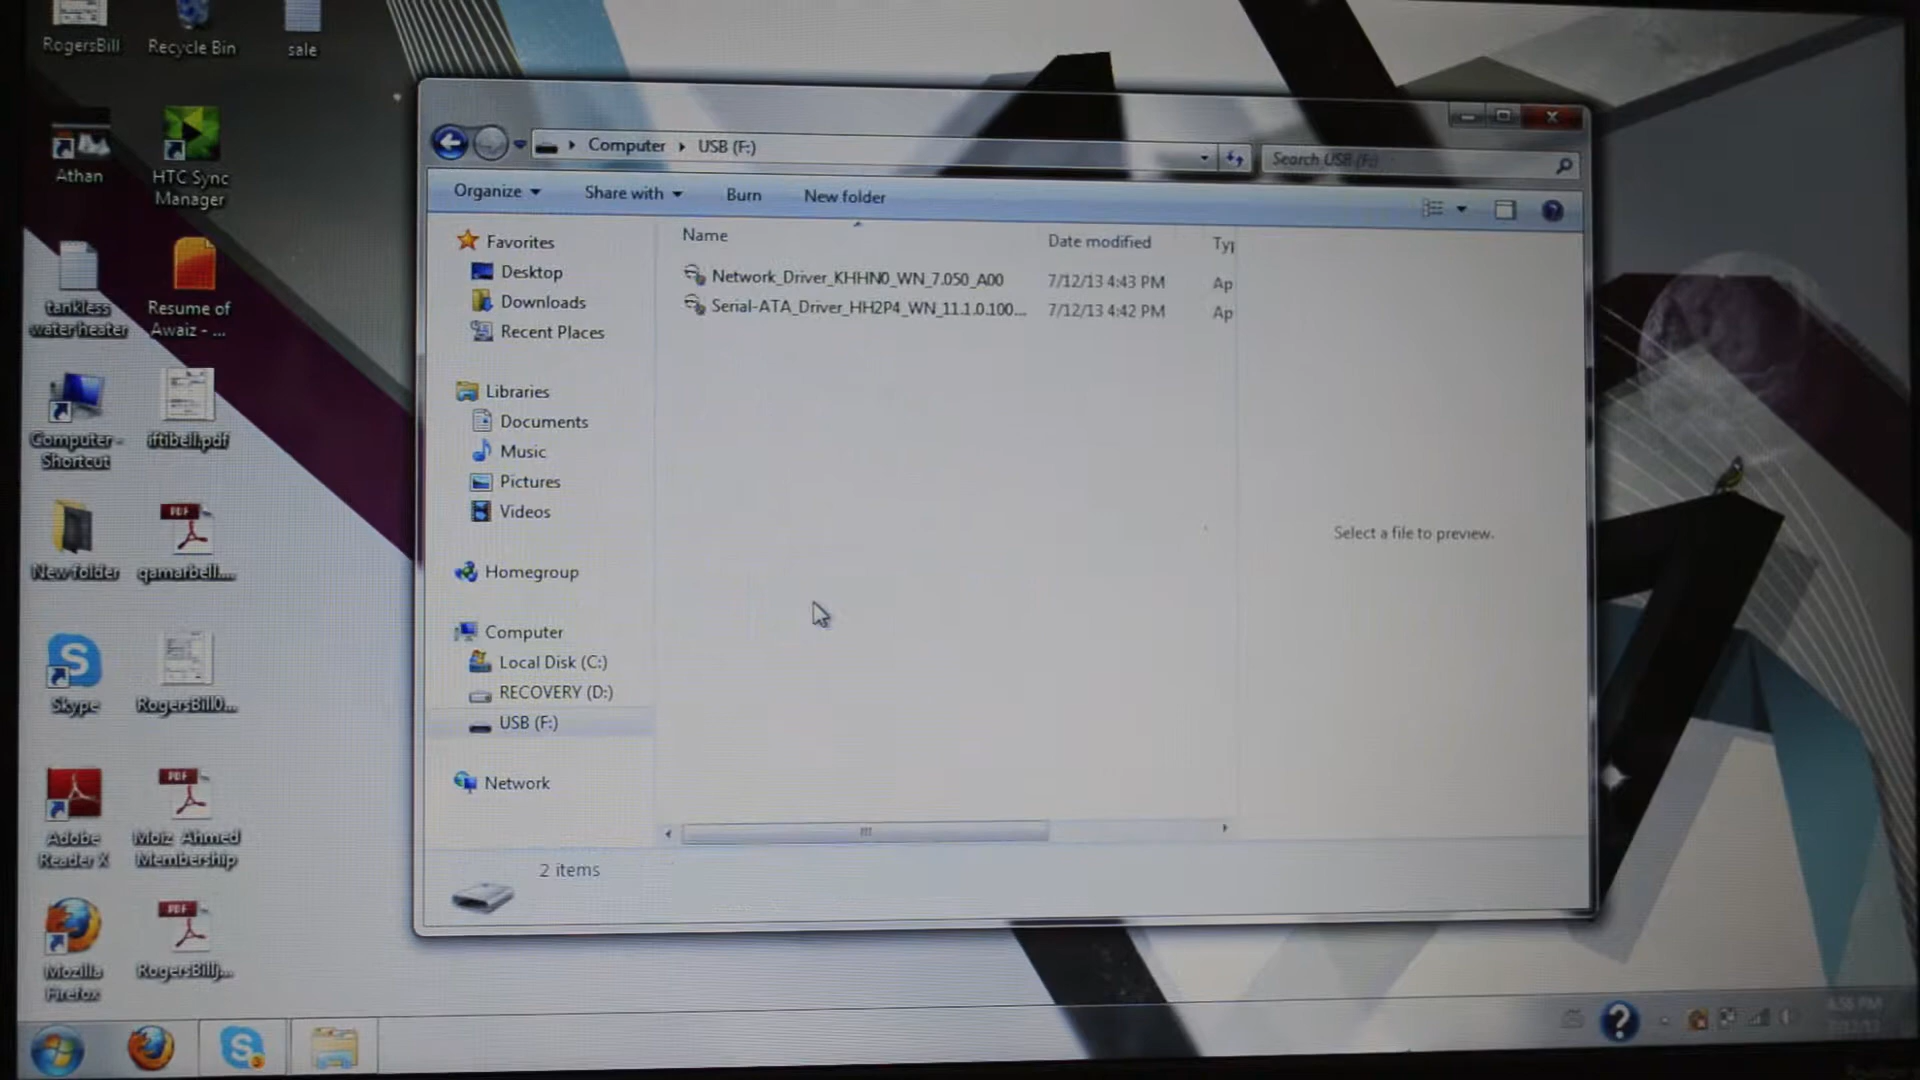 RogersBill
Recycle Bin
sale
Athan
HTC Sync
Manager
tankless
water heater
Resume of
Awaiz - ...
Computer -
Shortcut
iftibell.pdf
New folder
qamarbell....
Skype
RogersBill0...
Adobe
Reader X
Moiz Ahmed
Membership
Mozilla
Firefox
RogersBillj...
Computer
USB (F:)
Search USB (F:)
Organize
Share with
Burn
New folder
Favorites
Desktop
Downloads
Recent Places
Libraries
Documents
Music
Pictures
Videos
Homegroup
Computer
Local Disk (C:)
RECOVERY (D:)
USB (F:)
Network
Name
Date modified
Typ
Network_Driver_KHHN0_WN_7.050_A00
7/12/13 4:43 PM
Ap
Serial-ATA_Driver_HH2P4_WN_11.1.0.100...
7/12/13 4:42 PM
Ap
Select a file to preview.
2 items